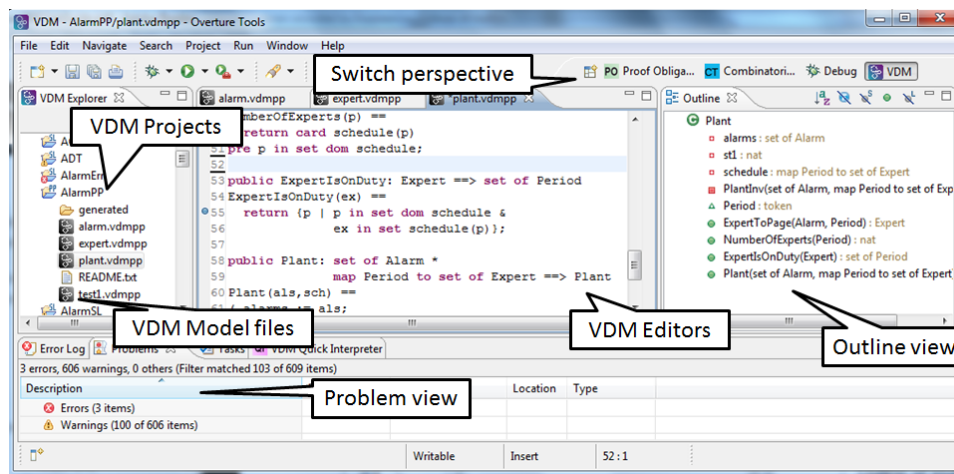 VDM - AlarmPP/plant.vdmpp - Overture Tools
File Edit Navigate Search Project Run Window Help
Switch perspective
PO Proof Obliga... CT Combinatori... Debug VDM
VDM Explorer
alarm.vdmpp expert.vdmpp *plant.vdmpp
Outline
VDM Projects
ADT
AlarmErr
AlarmPP
generated
alarm.vdmpp
expert.vdmpp
plant.vdmpp
README.txt
test1.vdmpp
AlarmSL
VDM Model files
NumberOfExperts(p) ==
return card schedule(p)
51 pre p in set dom schedule;
52
53 public ExpertIsOnDuty: Expert ==> set of Period
54 ExpertIsOnDuty(ex) ==
55 return {p | p in set dom schedule &
56 ex in set schedule(p)};
57
58 public Plant: set of Alarm *
59 map Period to set of Expert ==> Plant
60 Plant(als,sch) ==
61 ( alarms := als;
VDM Editors
Plant
alarms : set of Alarm
st1 : nat
schedule : map Period to set of Expert
PlantInv(set of Alarm, map Period to set of Exp
Period : token
ExpertToPage(Alarm, Period) : Expert
NumberOfExperts(Period) : nat
ExpertIsOnDuty(Expert) : set of Period
Plant(set of Alarm, map Period to set of Expert)
Outline view
Error Log Problems Tasks VDM Quick Interpreter
3 errors, 606 warnings, 0 others (Filter matched 103 of 609 items)
Description Location Type
Problem view
Errors (3 items)
Warnings (100 of 606 items)
Writable Insert 52 : 1